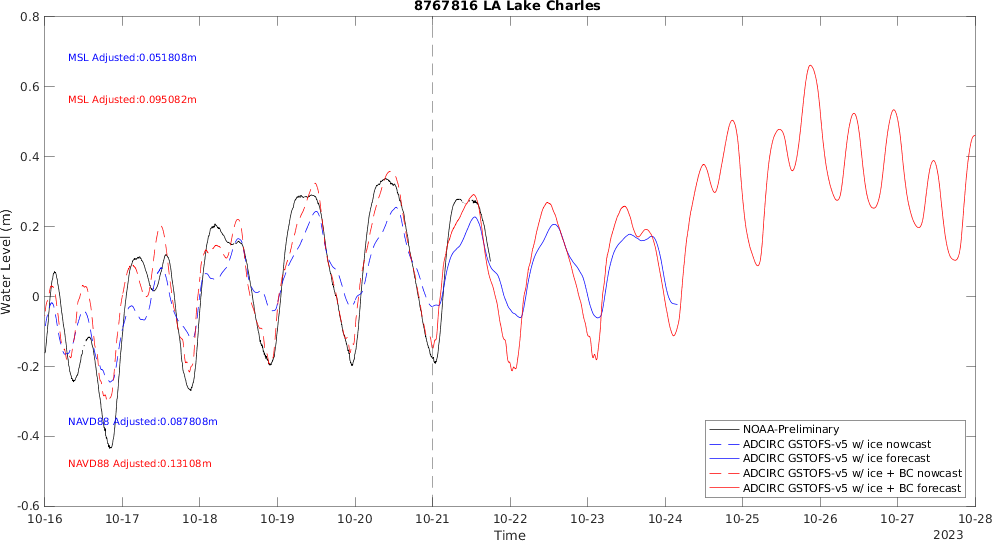 8767816 LA Lake Charles
0.8
MSL Adjusted:0.051808m
0.6
MSL Adjusted:0.095082m
0.4
0.2
Water Level (m)
0
-0.2
NAVD88 Adjusted:0.087808m
-0.4
NAVD88 Adjusted:0.13108m
NOAA-Preliminary
ADCIRC GSTOFS-v5 w/ ice nowcast
ADCIRC GSTOFS-v5 w/ ice forecast
ADCIRC GSTOFS-v5 w/ ice + BC nowcast
ADCIRC GSTOFS-v5 w/ ice + BC forecast
-0.6
10-16 10-17 10-18 10-19 10-20 10-21 10-22 10-23 10-24 10-25 10-26 10-27 10-28
Time
2023